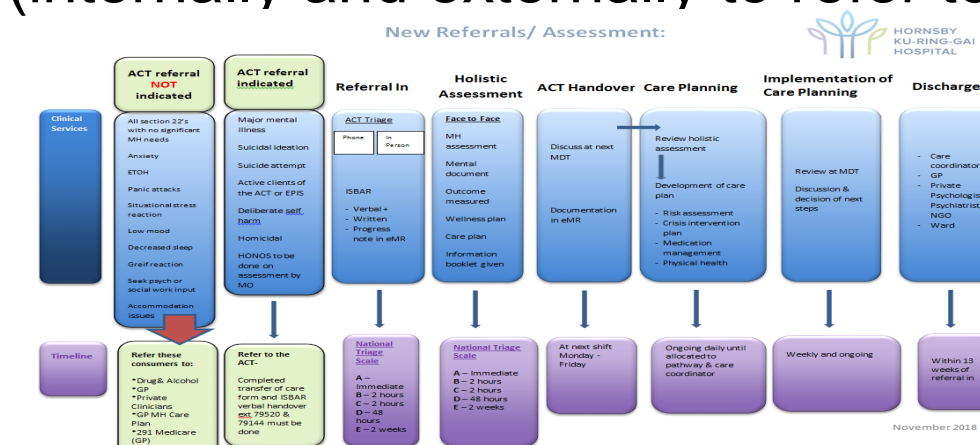 (internally and externally to refer to
New Referrals/ Assessment:
HORNSBY
KU-RING-GAI
HOSPITAL
ACT referral
NOT
indicated
ACT referral
indicated
Referral In
Holistic
Assessment
ACT Handover
Care Planning
Implementation of
Care Planning
Discharge
Clinical
Services
All section 22's
with no significant
MH needs
Anxiety
ETOH
Panic attacks
Situational stress
reaction
Low mood
Decreased sleep
Greif reaction
Seek psych or
social work input
Accommodation
issues
Major mental
illness
Suicidal ideation
Suicide attempt
Active clients of
the ACT or EPIS
Deliberate self
harm
Homicidal
HONOS to be
done on
assessment by
MO
ACT Triage
Phone
In
Person
ISBAR
- Verbal +
- Written
- Progress
note in eMR
Face to Face
MH
assessment
Mental
document
Outcome
measured
Wellness plan
Care plan
Information
booklet given
Discuss at next
MDT
Documentation
in eMR
Review holistic
assessment
Development of care
plan
- Risk assessment
- Crisis intervention
plan
- Medication
management
- Physical health
Review at MDT
Discussion &
decision of next
steps
- Care
coordinator
- GP
- Private
Psychologis
Psychiatrist
NGO
- Ward
Timeline
Refer these
consumers to:
*Drug& Alcohol
*GP
*Private
Clinicians
*GP MH Care
Plan
*291 Medicare
(GP)
Refer to the
ACT-
Completed
transfer of care
form and ISBAR
verbal handover
ext 79520 &
79144 must be
done
National
Triage
Scale
A –
Immediate
B – 2 hours
C – 2 hours
D – 48
hours
E – 2 weeks
National Triage
Scale
A – Immediate
B – 2 hours
C – 2 hours
D – 48 hours
E – 2 weeks
At next shift
Monday -
Friday
Ongoing daily until
allocated to
pathway & care
coordinator
Weekly and ongoing
Within 13
weeks of
referral in
November 2018